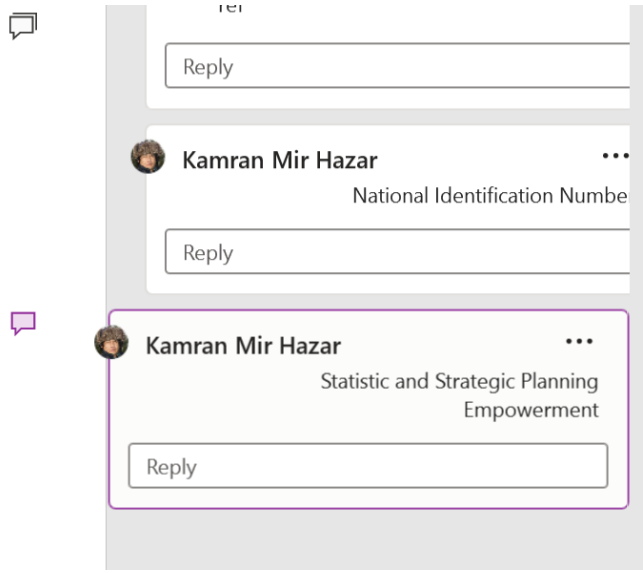 Reply
Kamran Mir Hazar
National Identification Numbe
Reply
Kamran Mir Hazar
Statistic and Strategic Planning
Empowerment
Reply